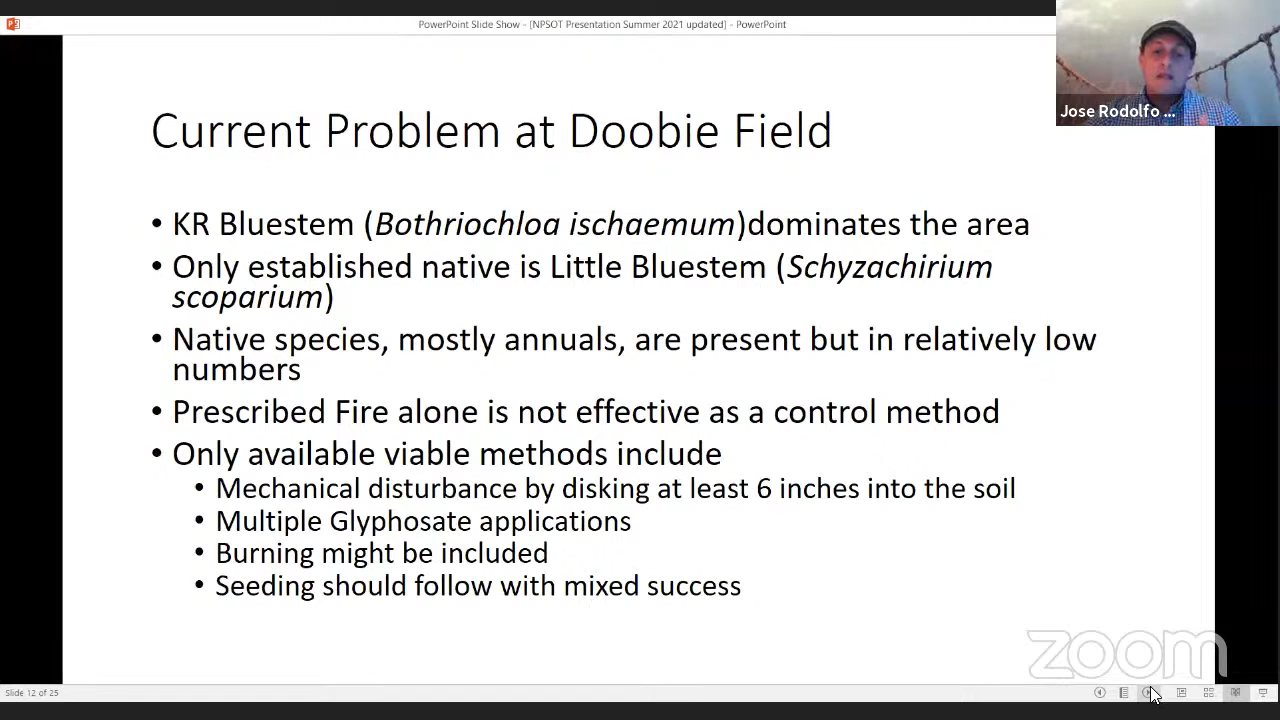 PowerPoint Slide Show - [NPSOT Presentation Summer 2021 updated] - PowerPoint
Jose Rodolfo ...
Current Problem at Doobie Field
• KR Bluestem (Bothriochloa ischaemum)dominates the area
• Only established native is Little Bluestem (Schyzachirium
scoparium)
• Native species, mostly annuals, are present but in relatively low
numbers
• Prescribed Fire alone is not effective as a control method
• Only available viable methods include
• Mechanical disturbance by disking at least 6 inches into the soil
• Multiple Glyphosate applications
• Burning might be included
• Seeding should follow with mixed success
zoom
Slide 12 of 25